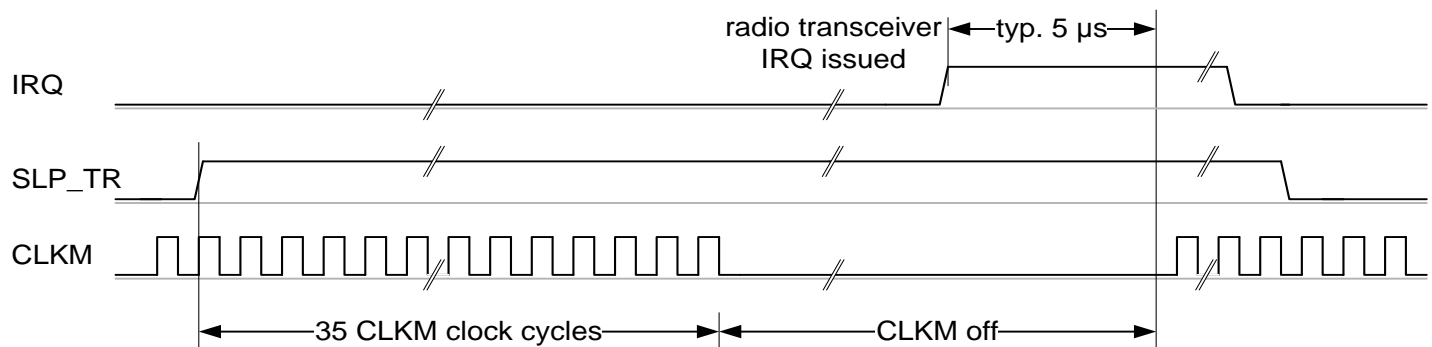 radio transceiver
IRQ issued
typ. 5 µs
IRQ
SLP_TR
CLKM
35 CLKM clock cycles
CLKM off